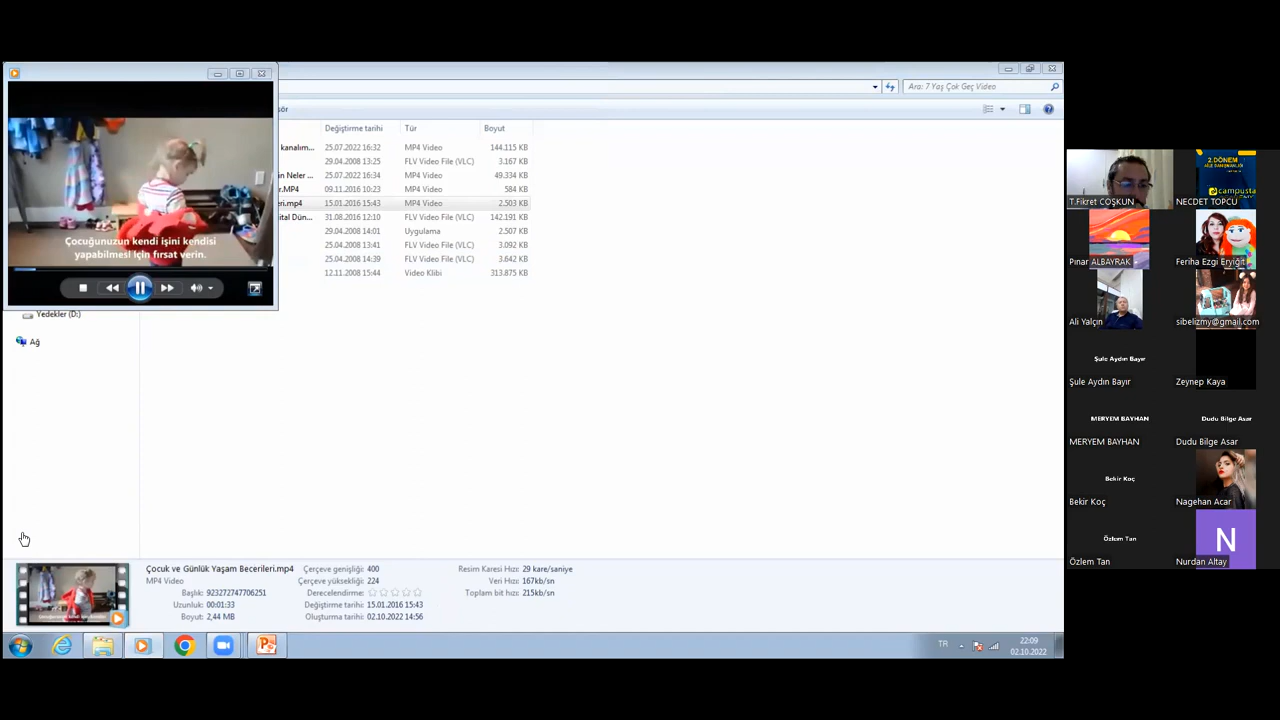 Çocuğunuzun kendi işini kendisi
yapabilmesi için fırsat verin.
Ara: 7 Yaş Çok Geç Video
Değiştirme tarihi Tür Boyut
kanalım... 25.07.2022 16:32 MP4 Video 144.115 KB
29.04.2008 13:25 FLV Video File (VLC) 3.167 KB
in Neler ... 25.07.2022 16:34 MP4 Video 49.334 KB
r.MP4 09.11.2016 10:23 MP4 Video 584 KB
eri.mp4 15.01.2016 15:43 MP4 Video 2.503 KB
ital Dün... 31.08.2016 12:10 FLV Video File (VLC) 142.191 KB
29.04.2008 14:01 Uygulama 2.507 KB
25.04.2008 13:41 FLV Video File (VLC) 3.092 KB
25.04.2008 13:39 FLV Video File (VLC) 3.642 KB
12.11.2008 15:44 Video Klibi 313.875 KB
Yedekler (D:)
Ağ
Çocuk ve Günlük Yaşam Becerileri.mp4
MP4 Video
Başlık: 923272747706251
Uzunluk: 00:01:33
Boyut: 2,44 MB
Çerçeve genişliği: 400
Çerçeve yüksekliği: 224
Derecelendirme:
Değiştirme tarihi: 15.01.2016 15:43
Oluşturma tarihi: 02.10.2022 14:56
Resim Karesi Hızı: 29 kare/saniye
Veri Hızı: 167kb/sn
Toplam bit hızı: 215kb/sn
TR
22:09
02.10.2022
T.Fikret COŞKUN
2.DÖNEM
AİLE DANIŞMANLIĞI
campusta
NECDET TOPCU
Pınar ALBAYRAK
Feriha Ezgi Eryiğit
Ali Yalçın
sibelizmy@gmail.com
Şule Aydın Bayır
Şule Aydın Bayır
Zeynep Kaya
MERYEM BAYHAN
MERYEM BAYHAN
Dudu Bilge Asar
Dudu Bilge Asar
Bekir Koç
Bekir Koç
Nagehan Acar
Özlem Tan
Özlem Tan
N
Nurdan Altay